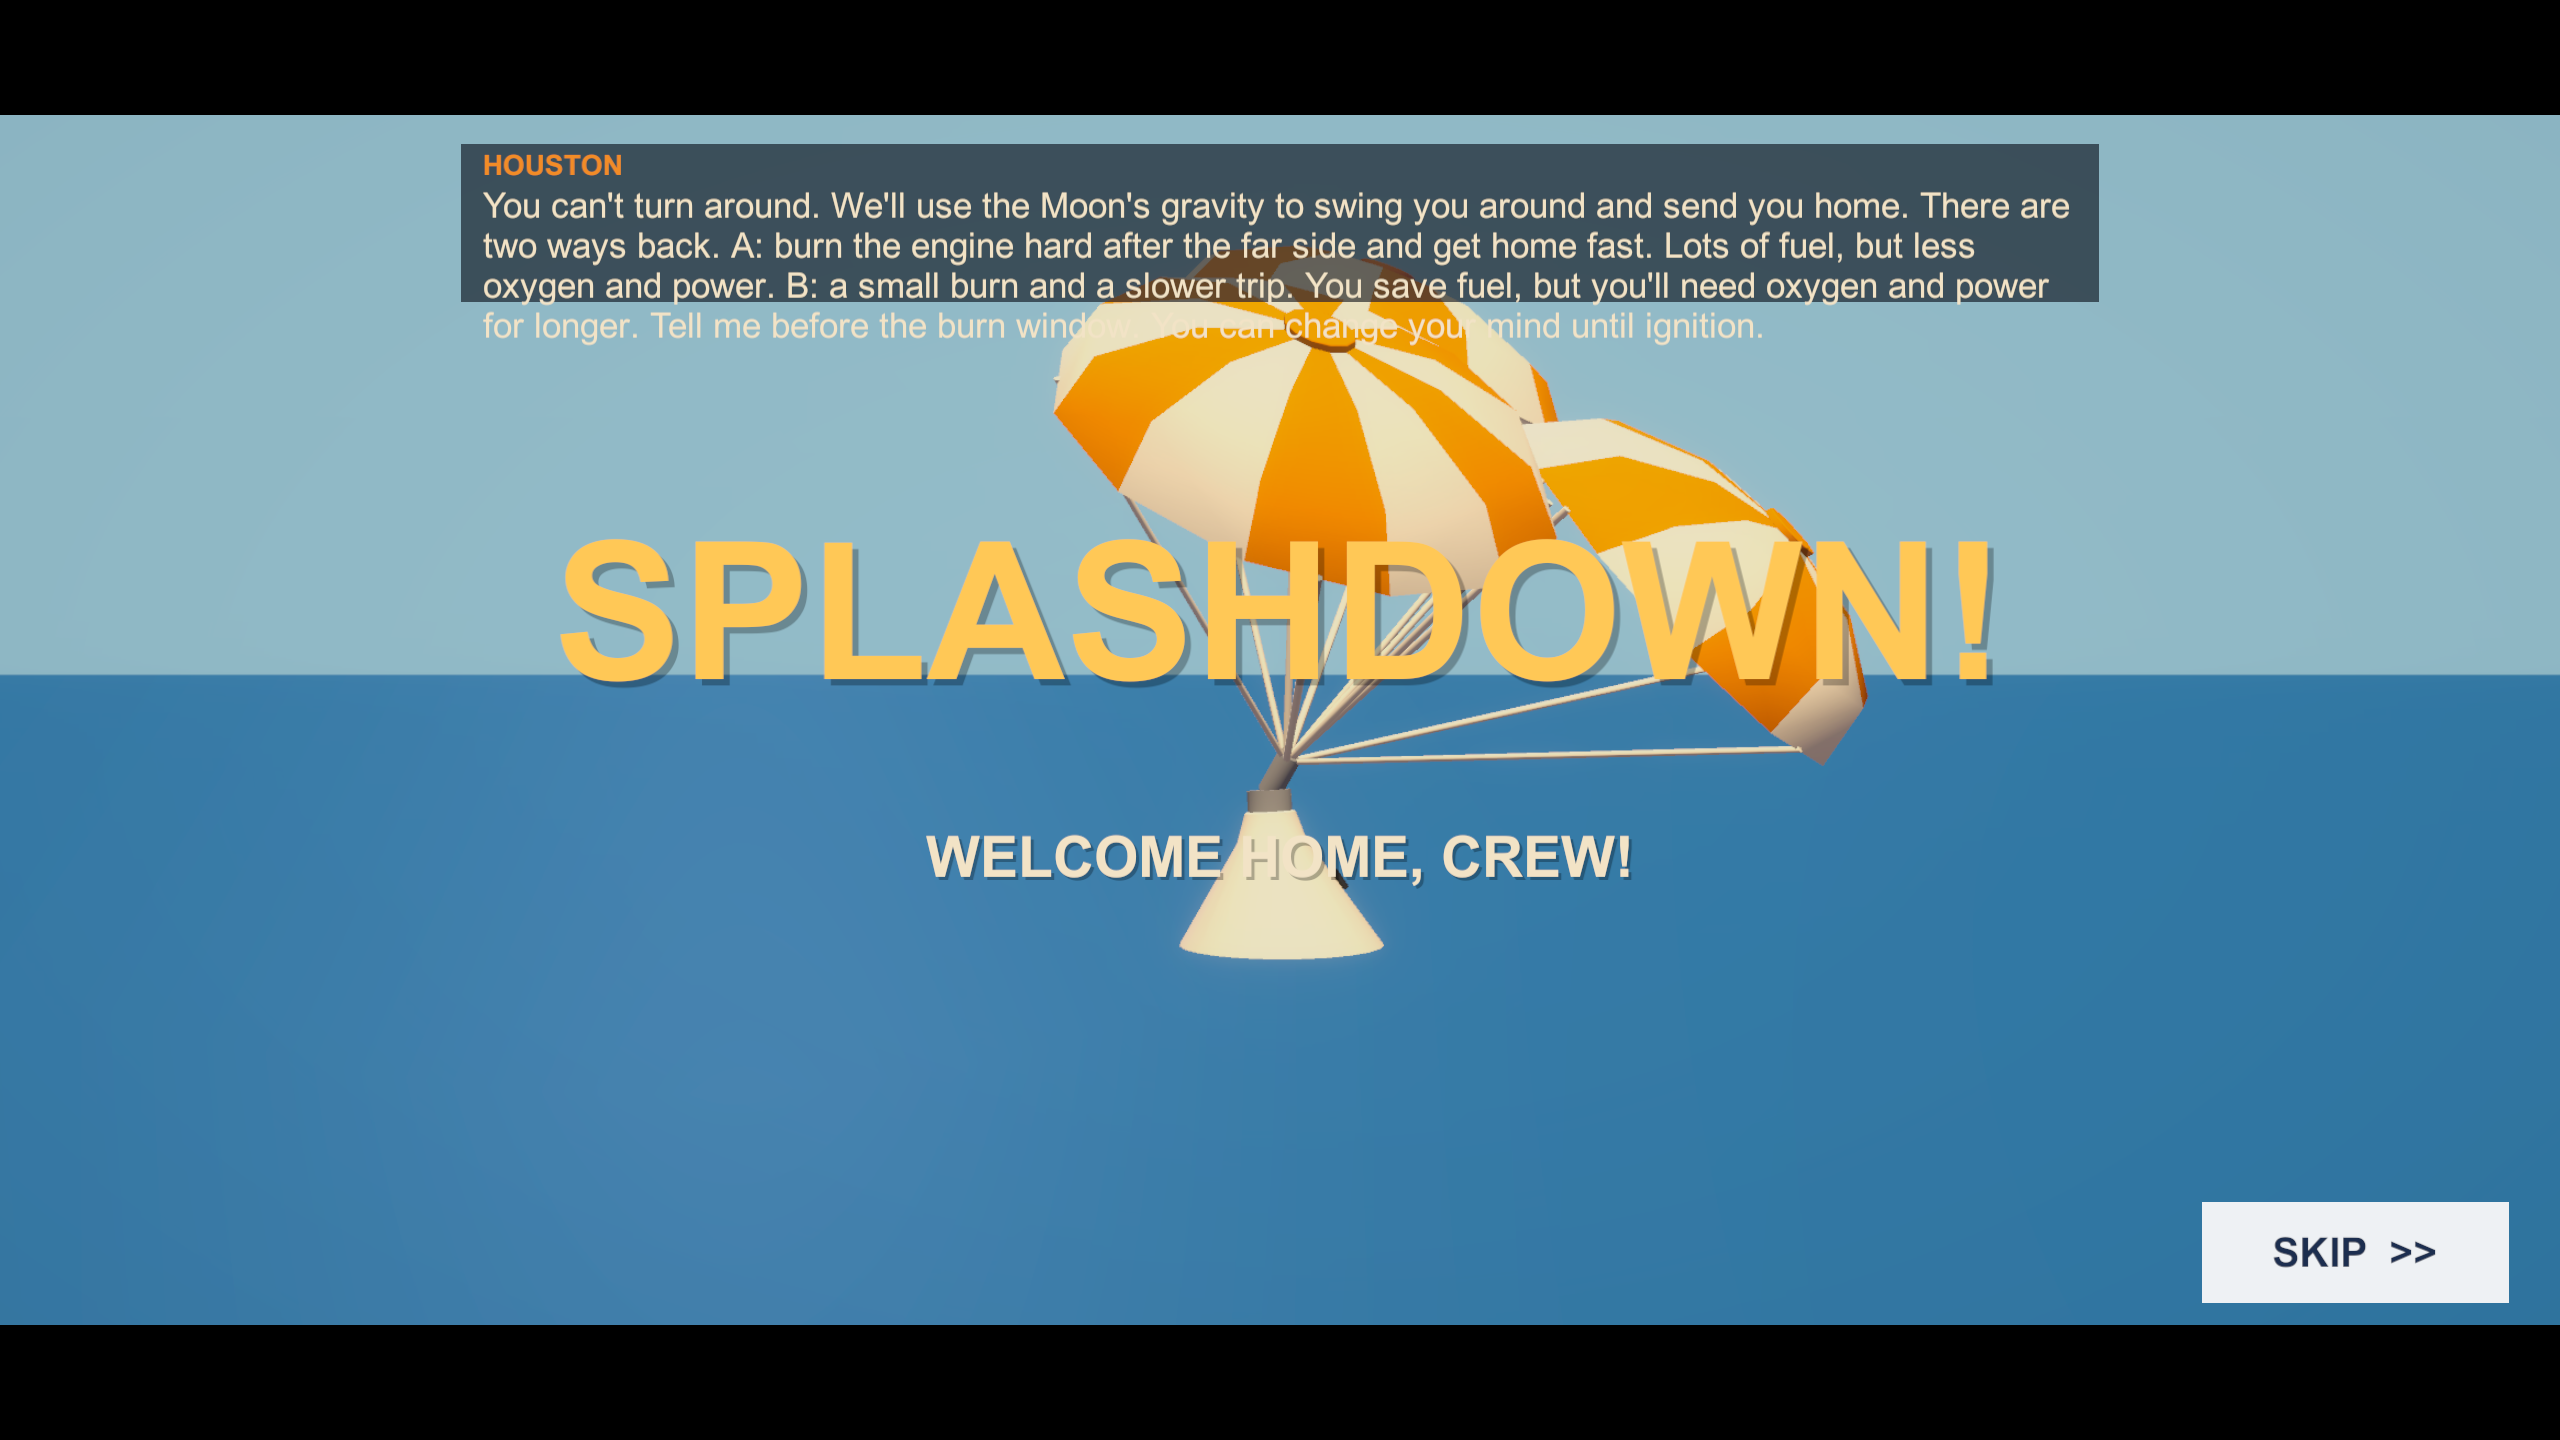 HOUSTON
You can't turn around. We'll use the Moon's gravity to swing you around and send you home. There are
two ways back. A: burn the engine hard after the far side and get home fast. Lots of fuel, but less
oxygen and power. B: a small burn and a slower trip. You save fuel, but you'll need oxygen and power
for longer. Tell me before the burn window. You can change your mind until ignition.
SPLASHDOWN!
WELCOME HOME, CREW!
SKIP >>